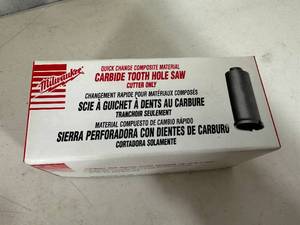 Milwaukee
QUICK CHANGE COMPOSITE MATERIAL
CARBIDE TOOTH HOLE SAW
CUTTER ONLY
CHANGEMENT RAPIDE POUR MATÉRIAUX COMPOSÉS
SCIE À GUICHET À DENTS AU CARBURE
TRANCHOIR SEULEMENT
MATERIAL COMPUESTO DE CAMBIO RÁPIDO
SIERRA PERFORADORA CON DIENTES DE CARBURO
CORTADORA SOLAMENTE